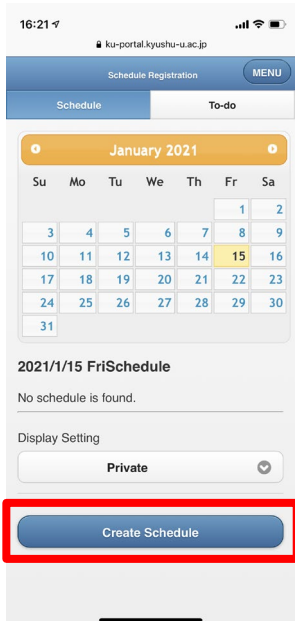 16:21
ku-portal.kyushu-u.ac.jp
Schedule Registration MENU
Schedule To-do
January 2021
Su Mo Tu We Th Fr Sa
1 2
3 4 5 6 7 8 9
10 11 12 13 14 15 16
17 18 19 20 21 22 23
24 25 26 27 28 29 30
31
2021/1/15 FriSchedule
No schedule is found.
Display Setting
Private
Create Schedule